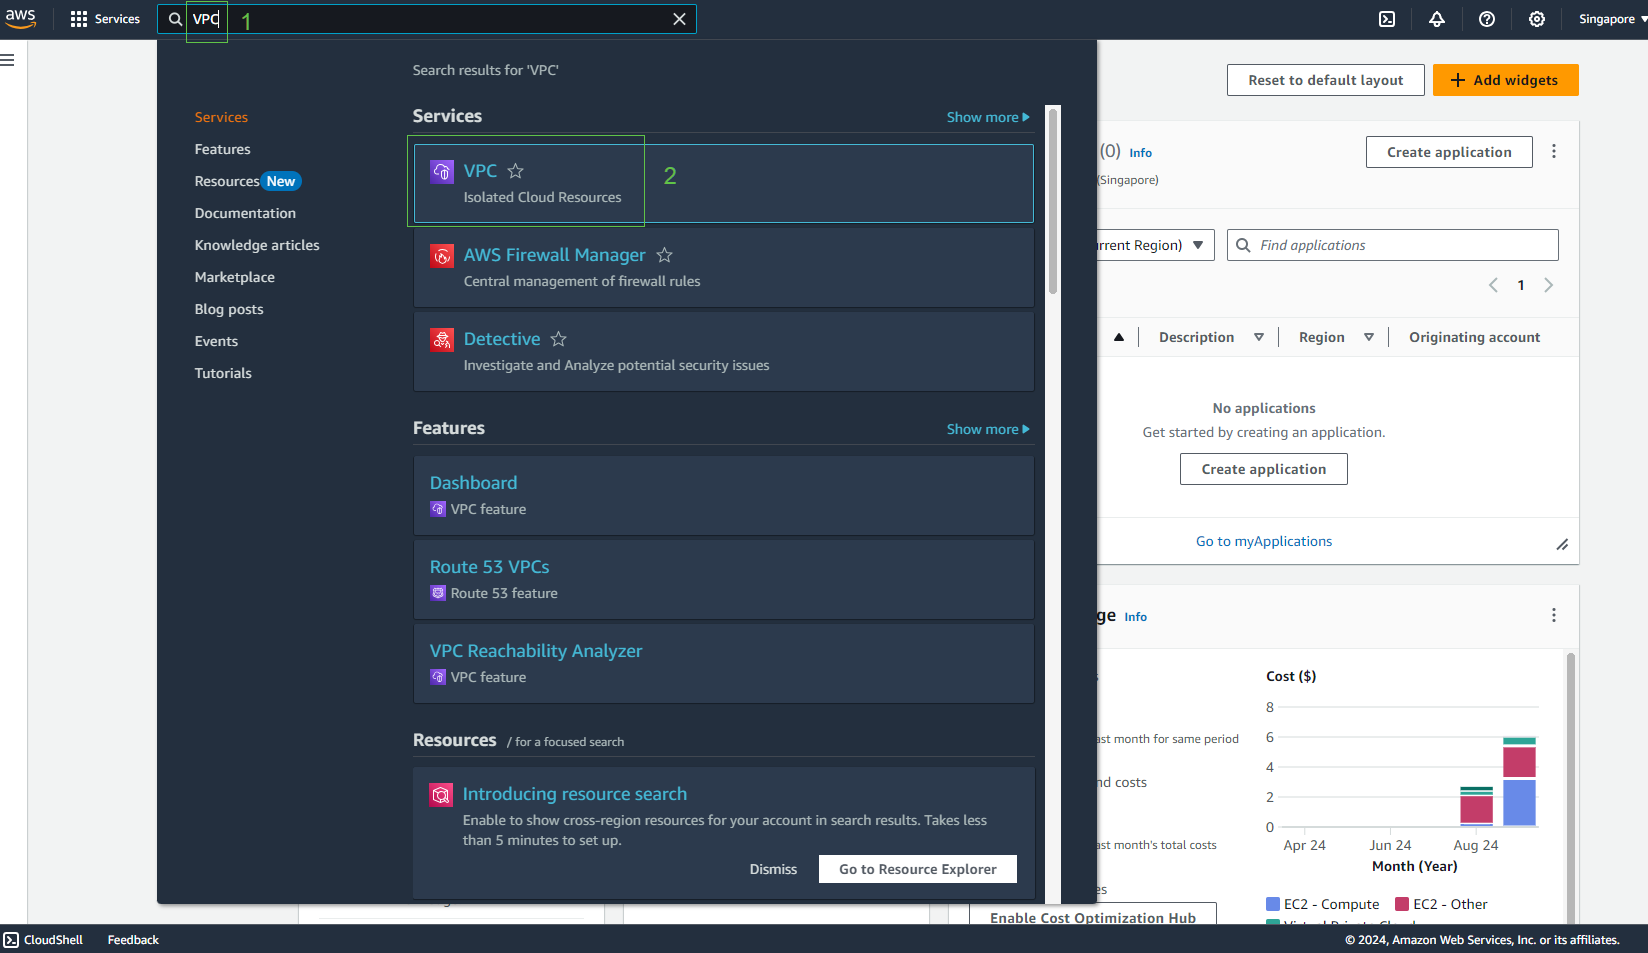 aws
Services
VPC
1
Singapore
Search results for 'VPC'
Services
Features
Resources New
Documentation
Knowledge articles
Marketplace
Blog posts
Events
Tutorials
Services
Show more
VPC
Isolated Cloud Resources
2
AWS Firewall Manager
Central management of firewall rules
Detective
Investigate and Analyze potential security issues
Features
Show more
Dashboard
VPC feature
Route 53 VPCs
Route 53 feature
VPC Reachability Analyzer
VPC feature
Resources / for a focused search
Introducing resource search
Enable to show cross-region resources for your account in search results. Takes less
than 5 minutes to set up.
Dismiss
Go to Resource Explorer
Reset to default layout
Add widgets
(0) Info
(Singapore)
Create application
rrent Region)
Find applications
1
Description
Region
Originating account
No applications
Get started by creating an application.
Create application
Go to myApplications
ge Info
ast month for same period
nd costs
ast month's total costs
es
Enable Cost Optimization Hub
Cost ($)
8
6
4
2
0
Apr 24
Jun 24
Aug 24
Month (Year)
EC2 - Compute
EC2 - Other
CloudShell
Feedback
© 2024, Amazon Web Services, Inc. or its affiliates.